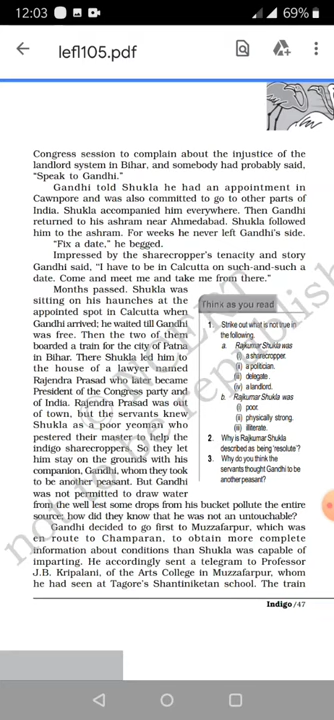 12:03
69%
lefl105.pdf
Congress session to complain about the injustice of the
landlord system in Bihar, and somebody had probably said,
“Speak to Gandhi.”
Gandhi told Shukla he had an appointment in
Cawnpore and was also committed to go to other parts of
India. Shukla accompanied him everywhere. Then Gandhi
returned to his ashram near Ahmedabad. Shukla followed
him to the ashram. For weeks he never left Gandhi's side.
“Fix a date,” he begged.
Impressed by the sharecropper's tenacity and story
Gandhi said, “I have to be in Calcutta on such-and-such a
date. Come and meet me and take me from there.”
Months passed. Shukla was
sitting on his haunches at the
appointed spot in Calcutta when
Gandhi arrived; he waited till Gandhi
was free. Then the two of them
boarded a train for the city of Patna
in Bihar. There Shukla led him to
the house of a lawyer named
Rajendra Prasad who later became
President of the Congress party and
of India. Rajendra Prasad was out
of town, but the servants knew
Shukla as a poor yeoman who
pestered their master to help the
indigo sharecroppers. So they let
him stay on the grounds with his
companion, Gandhi, whom they took
to be another peasant. But Gandhi
was not permitted to draw water
from the well lest some drops from his bucket pollute the entire
source; how did they know that he was not an untouchable?
Gandhi decided to go first to Muzzafarpur, which was
en route to Champaran, to obtain more complete
information about conditions than Shukla was capable of
imparting. He accordingly sent a telegram to Professor
J.B. Kripalani, of the Arts College in Muzzafarpur, whom
he had seen at Tagore's Shantiniketan school. The train
Think as you read
1. Strike out what is not true in
the following.
a. Rajkumar Shukla was
(i) a sharecropper.
(ii) a politician.
(iii) delegate.
(iv) a landlord.
b. Rajkumar Shukla was
(i) poor.
(ii) physically strong.
(iii) illiterate.
2. Why is Rajkumar Shukla
described as being 'resolute'?
3. Why do you think the
servants thought Gandhi to be
another peasant?
Indigo/47
not to be republished